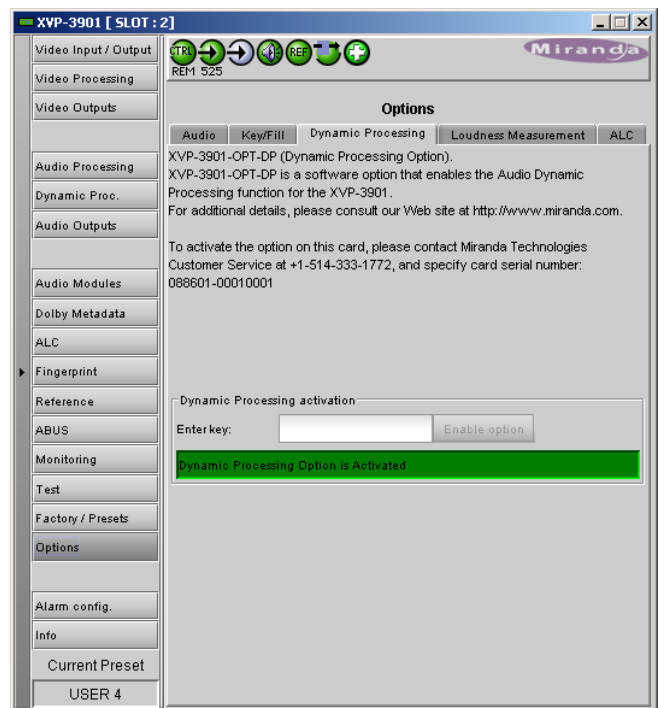 XVP-3901 [ SLOT : 2]
Video Input / Output
Video Processing
Video Outputs
Audio Processing
Dynamic Proc.
Audio Outputs
Audio Modules
Dolby Metadata
ALC
Fingerprint
Reference
ABUS
Monitoring
Test
Factory / Presets
Options
Alarm config.
Info
Current Preset
USER 4
CTRL
REF
REM 525
Miranda
Options
Audio
Key/Fill
Dynamic Processing
Loudness Measurement
ALC
XVP-3901-OPT-DP (Dynamic Processing Option).
XVP-3901-OPT-DP is a software option that enables the Audio Dynamic
Processing function for the XVP-3901.
For additional details, please consult our Web site at http://www.miranda.com.
To activate the option on this card, please contact Miranda Technologies
Customer Service at +1-514-333-1772, and specify card serial number:
088601-00010001
Dynamic Processing activation
Enter key:
Enable option
Dynamic Processing Option is Activated